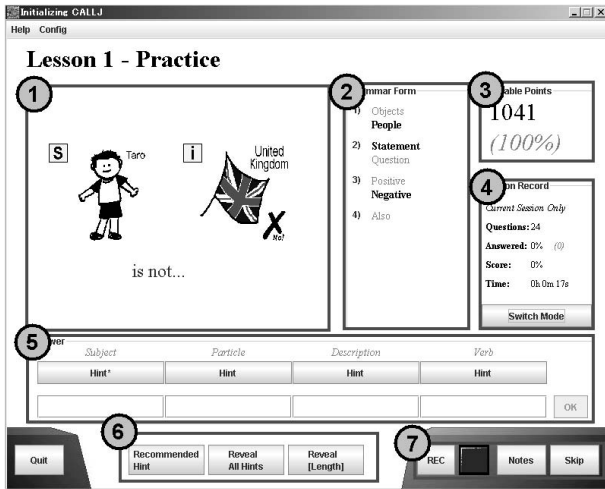 Initializing CALLJ
Help Config
Lesson 1 - Practice
1
S
Taro
i
United
Kingdom
X
No!
is not...
2
mmar Form
1) Objects
People
2) Statement
Question
3) Positive
Negative
4) Also
3
able Points
1041
(100%)
4
on Record
Current Session Only
Questions: 24
Answered: 0% (0)
Score: 0%
Time: 0h 0m 17s
Switch Mode
5
wer
Subject Particle Description Verb
Hint* Hint Hint Hint
OK
6
7
Quit
Recommended
Hint
Reveal
All Hints
Reveal
[Length]
REC
Notes
Skip